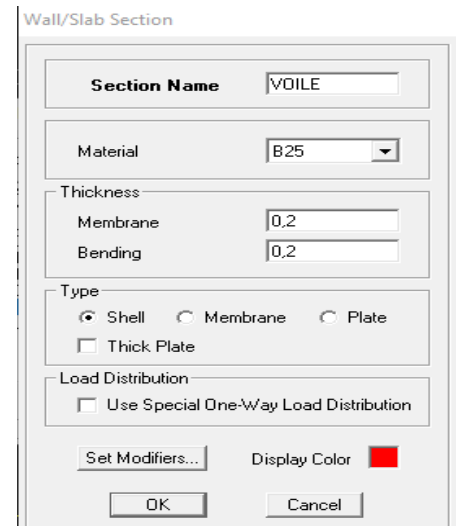 Wall/Slab Section
Section Name VOILE
Material B25
Thickness
Membrane 0,2
Bending 0,2
Type
Shell Membrane Plate
Thick Plate
Load Distribution
Use Special One-Way Load Distribution
Set Modifiers... Display Color
OK Cancel